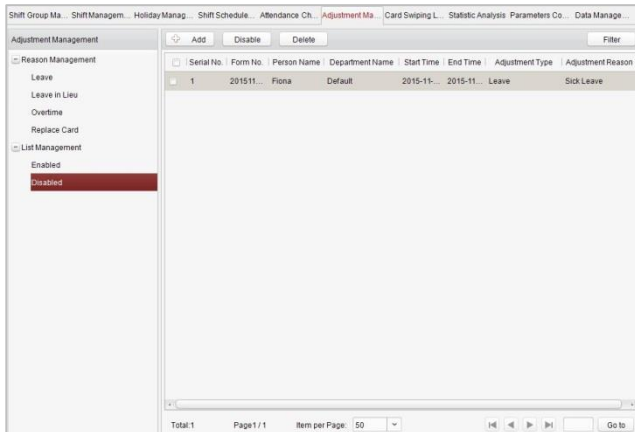 Shift Group Ma... Shift Managem... Holiday Manag... Shift Schedule... Attendance Ch... Adjustment Ma... Card Swiping L... Statistic Analysis Parameters Co... Data Manage...
Adjustment Management
Add Disable Delete Filter
Reason Management
Serial No. Form No. Person Name Department Name Start Time End Time Adjustment Type Adjustment Reason
Leave
1 201511... Fiona Default 2015-11-... 2015-11... Leave Sick Leave
Leave in Lieu
Overtime
Replace Card
List Management
Enabled
Disabled
Total:1 Page1 / 1 Item per Page: 50 Go to